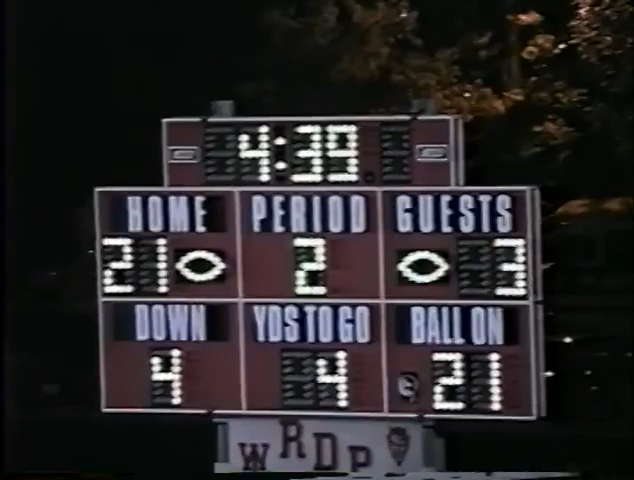 4:39
HOME PERIOD GUESTS
21 2 3
DOWN YDS TO GO BALL ON
4 4 21
WRDP